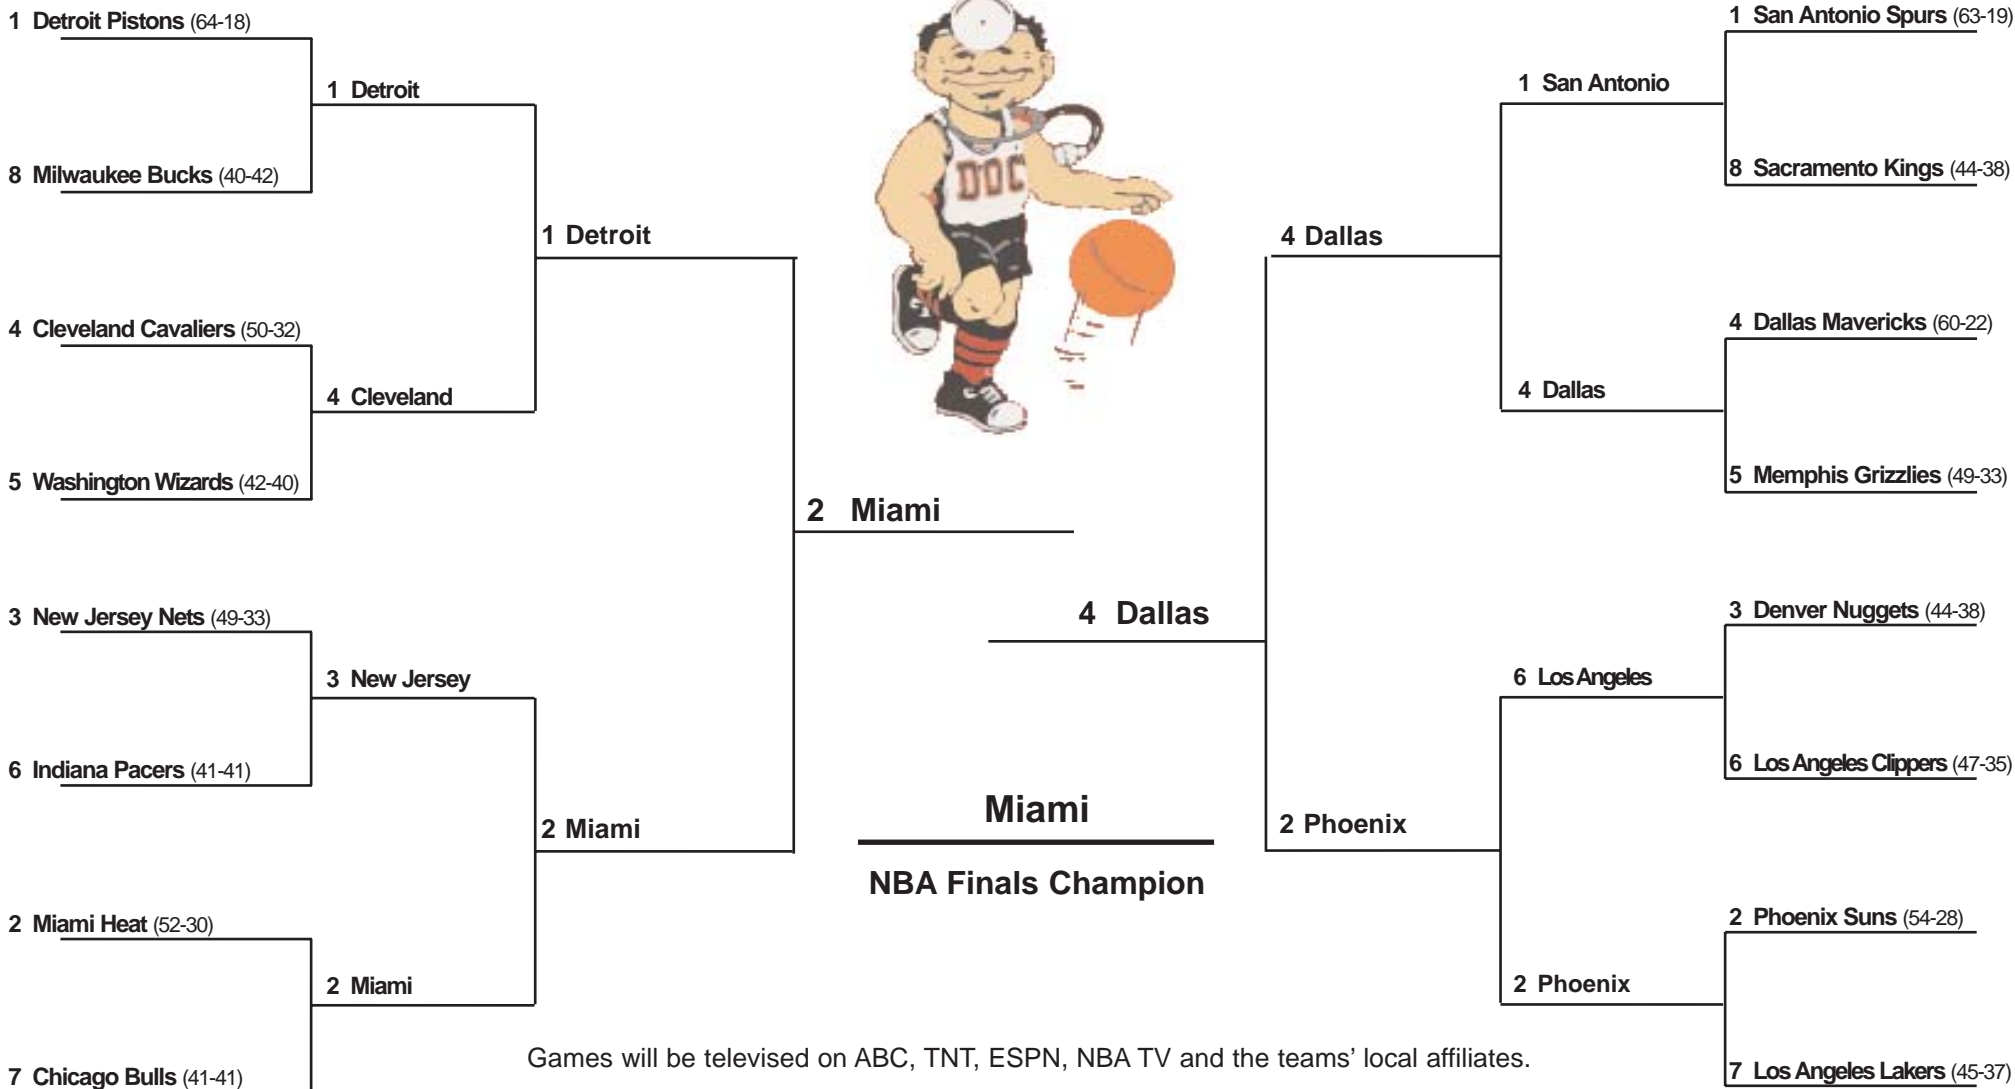 1 Detroit Pistons (64-18)
8 Milwaukee Bucks (40-42)
4 Cleveland Cavaliers (50-32)
5 Washington Wizards (42-40)
3 New Jersey Nets (49-33)
6 Indiana Pacers (41-41)
2 Miami Heat (52-30)
7 Chicago Bulls (41-41)
1 Detroit
4 Cleveland
3 New Jersey
2 Miami
1 Detroit
2 Miami
2 Miami
DOC
4 Dallas
Miami
NBA Finals Champion
4 Dallas
2 Phoenix
1 San Antonio
4 Dallas
6 Los Angeles
2 Phoenix
1 San Antonio Spurs (63-19)
8 Sacramento Kings (44-38)
4 Dallas Mavericks (60-22)
5 Memphis Grizzlies (49-33)
3 Denver Nuggets (44-38)
6 Los Angeles Clippers (47-35)
2 Phoenix Suns (54-28)
7 Los Angeles Lakers (45-37)
Games will be televised on ABC, TNT, ESPN, NBA TV and the teams' local affiliates.